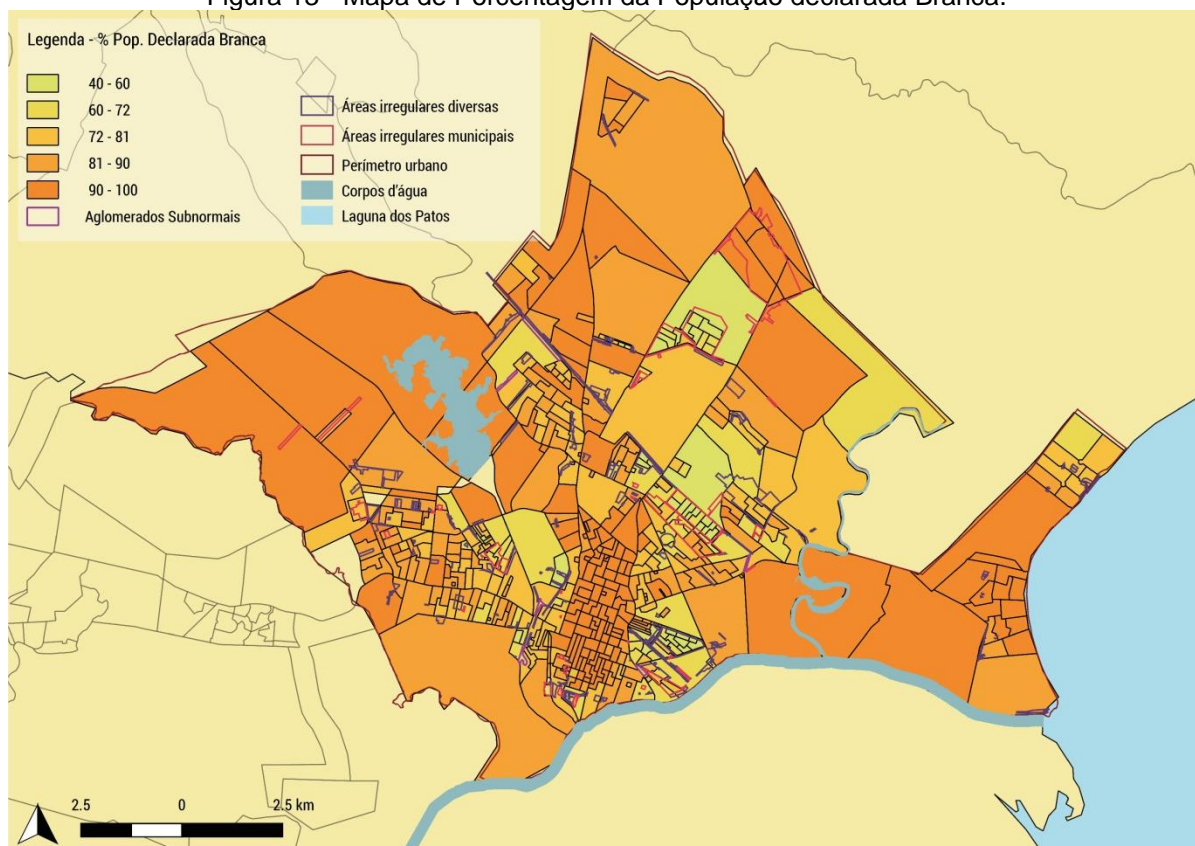 Figura 13 - Mapa de Porcentagem da População declarada Branca.
Legenda - % Pop. Declarada Branca
40 - 60
60 - 72
72 - 81
81 - 90
90 - 100
Aglomerados Subnormais
Áreas irregulares diversas
Áreas irregulares municipais
Perímetro urbano
Corpos d'água
Laguna dos Patos
2.5 0 2.5 km